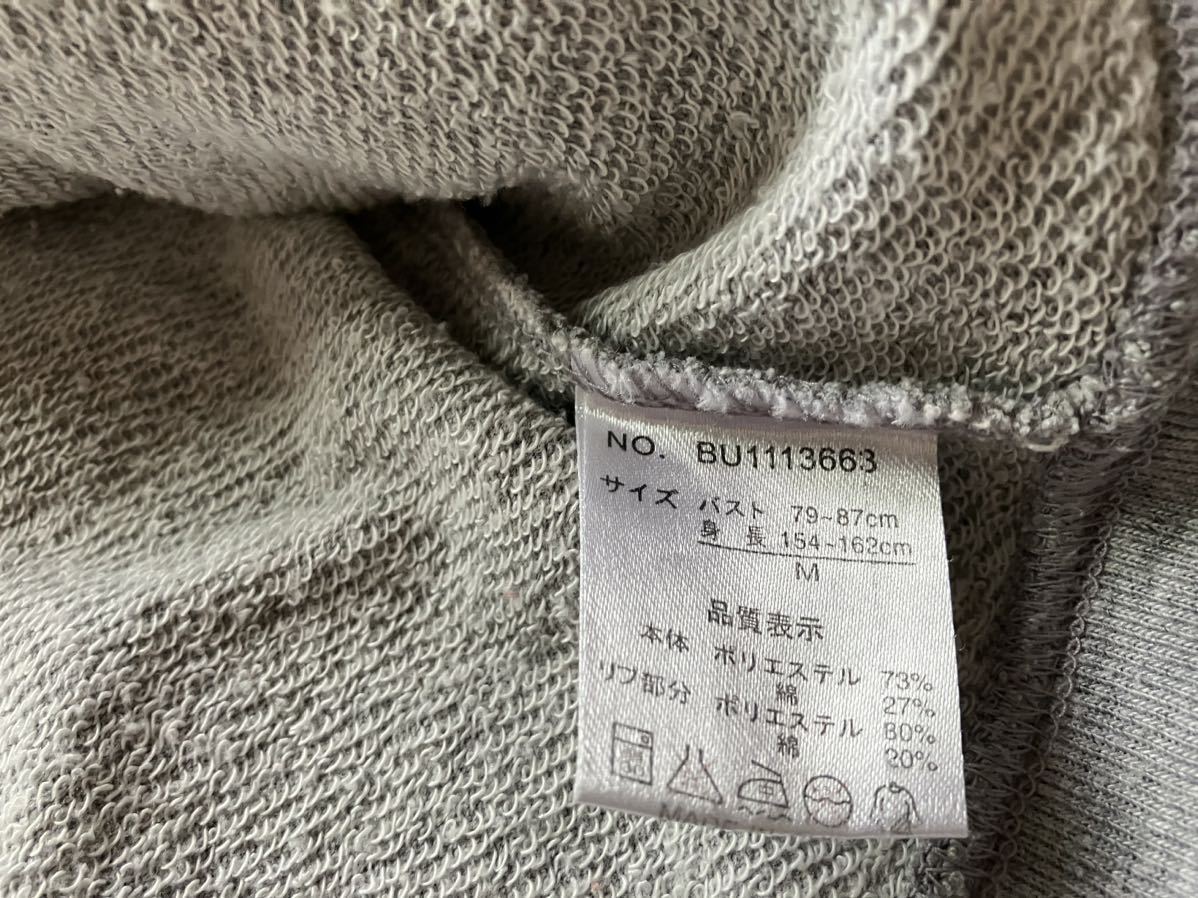 NO. BU1113663
サイズ バスト 79~87cm
身長 154~162cm
M
品質表示
本体 ポリエステル 73%
綿 27%
リブ部分 ポリエステル 80%
綿 20%